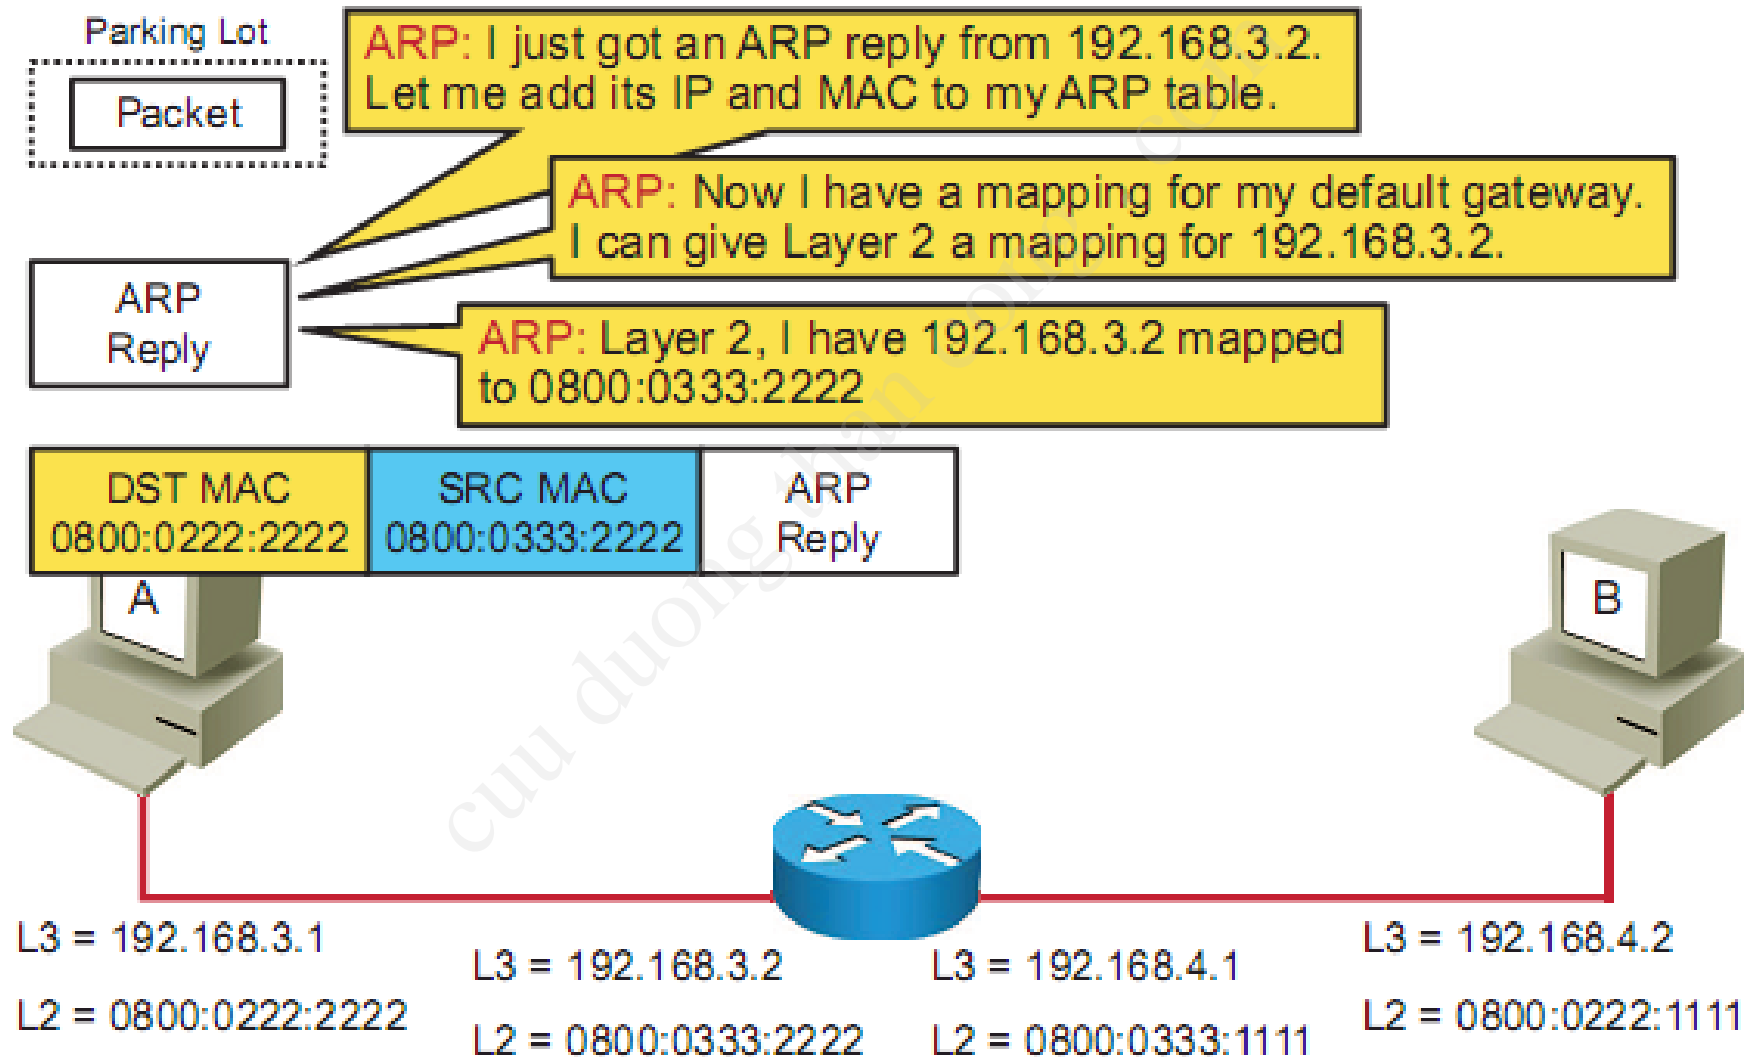 Parking Lot
Packet
ARP: I just got an ARP reply from 192.168.3.2.
Let me add its IP and MAC to my ARP table.
ARP: Now I have a mapping for my default gateway.
I can give Layer 2 a mapping for 192.168.3.2.
ARP
Reply
ARP: Layer 2, I have 192.168.3.2 mapped
to 0800:0333:2222
DST MAC
0800:0222:2222
SRC MAC
0800:0333:2222
ARP
Reply
A
B
L3 = 192.168.3.1
L2 = 0800:0222:2222
L3 = 192.168.3.2
L2 = 0800:0333:2222
L3 = 192.168.4.1
L2 = 0800:0333:1111
L3 = 192.168.4.2
L2 = 0800:0222:1111
cuu duong than cong . com